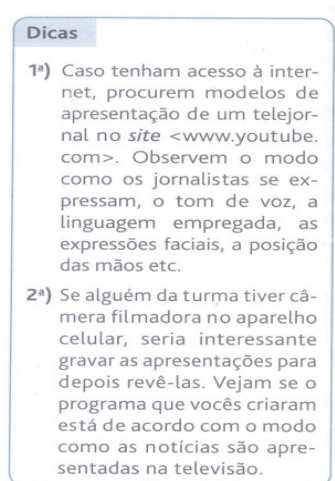 Dicas
1ª) Caso tenham acesso à inter-
net, procurem modelos de
apresentação de um telejor-
nal no site <www.youtube.
com>. Observem o modo
como os jornalistas se ex-
pressam, o tom de voz, a
linguagem empregada, as
expressões faciais, a posição
das mãos etc.
2ª) Se alguém da turma tiver câ-
mera filmadora no aparelho
celular, seria interessante
gravar as apresentações para
depois revê-las. Vejam se o
programa que vocês criaram
está de acordo com o modo
como as notícias são apre-
sentadas na televisão.